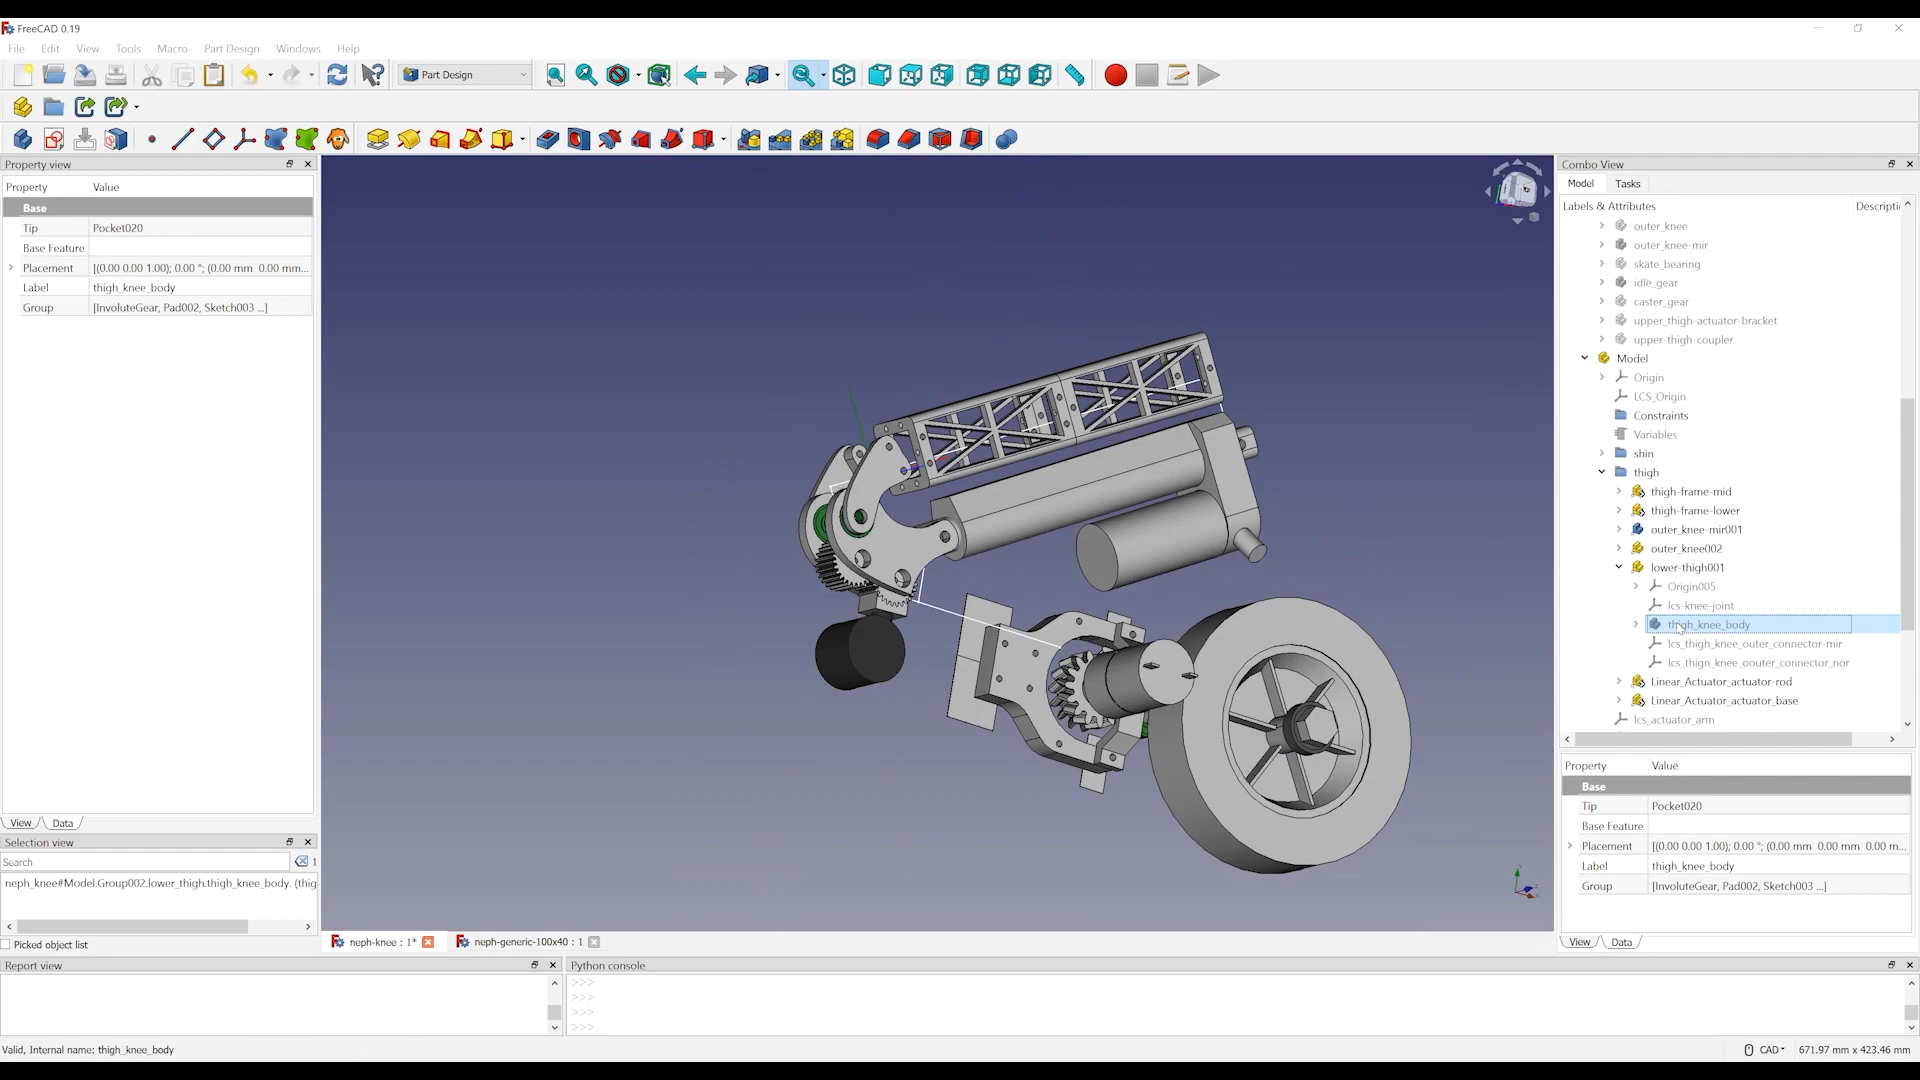 FreeCAD 0.19
File Edit View Tools Macro Part Design Windows Help
Part Design
Property view
Property Value
Base
Tip Pocket020
Base Feature
Placement [(0.00 0.00 1.00); 0.00 °; (0.00 mm 0.00 mm...
Label thigh_knee_body
Group [InvoluteGear, Pad002, Sketch003 ...]
View Data
Selection view
Search
1
neph_knee#Model.Group002.lower_thigh.thigh_knee_body. (thig
Picked object list
neph-knee : 1*
neph-generic-100x40 : 1
Report view
Python console
>>>
>>>
>>>
>>>
Combo View
Model Tasks
Labels & Attributes Descripti
outer_knee
outer_knee-mir
skate_bearing
idle_gear
caster_gear
upper_thigh-actuator-bracket
upper-thigh-coupler
Model
Origin
LCS_Origin
Constraints
Variables
shin
thigh
thigh-frame-mid
thigh-frame-lower
outer_knee-mir001
outer_knee002
lower-thigh001
Origin005
lcs-knee-joint
thigh_knee_body
lcs_thigh_knee_outer_connector-mir
lcs_thign_knee_oouter_connector_nor
Linear_Actuator_actuator-rod
Linear_Actuator_actuator_base
lcs_actuator_arm
Property Value
Base
Tip Pocket020
Base Feature
Placement [(0.00 0.00 1.00); 0.00 °; (0.00 mm 0.00 m...
Label thigh_knee_body
Group [InvoluteGear, Pad002, Sketch003 ...]
View Data
Valid, Internal name: thigh_knee_body
CAD
671.97 mm x 423.46 mm